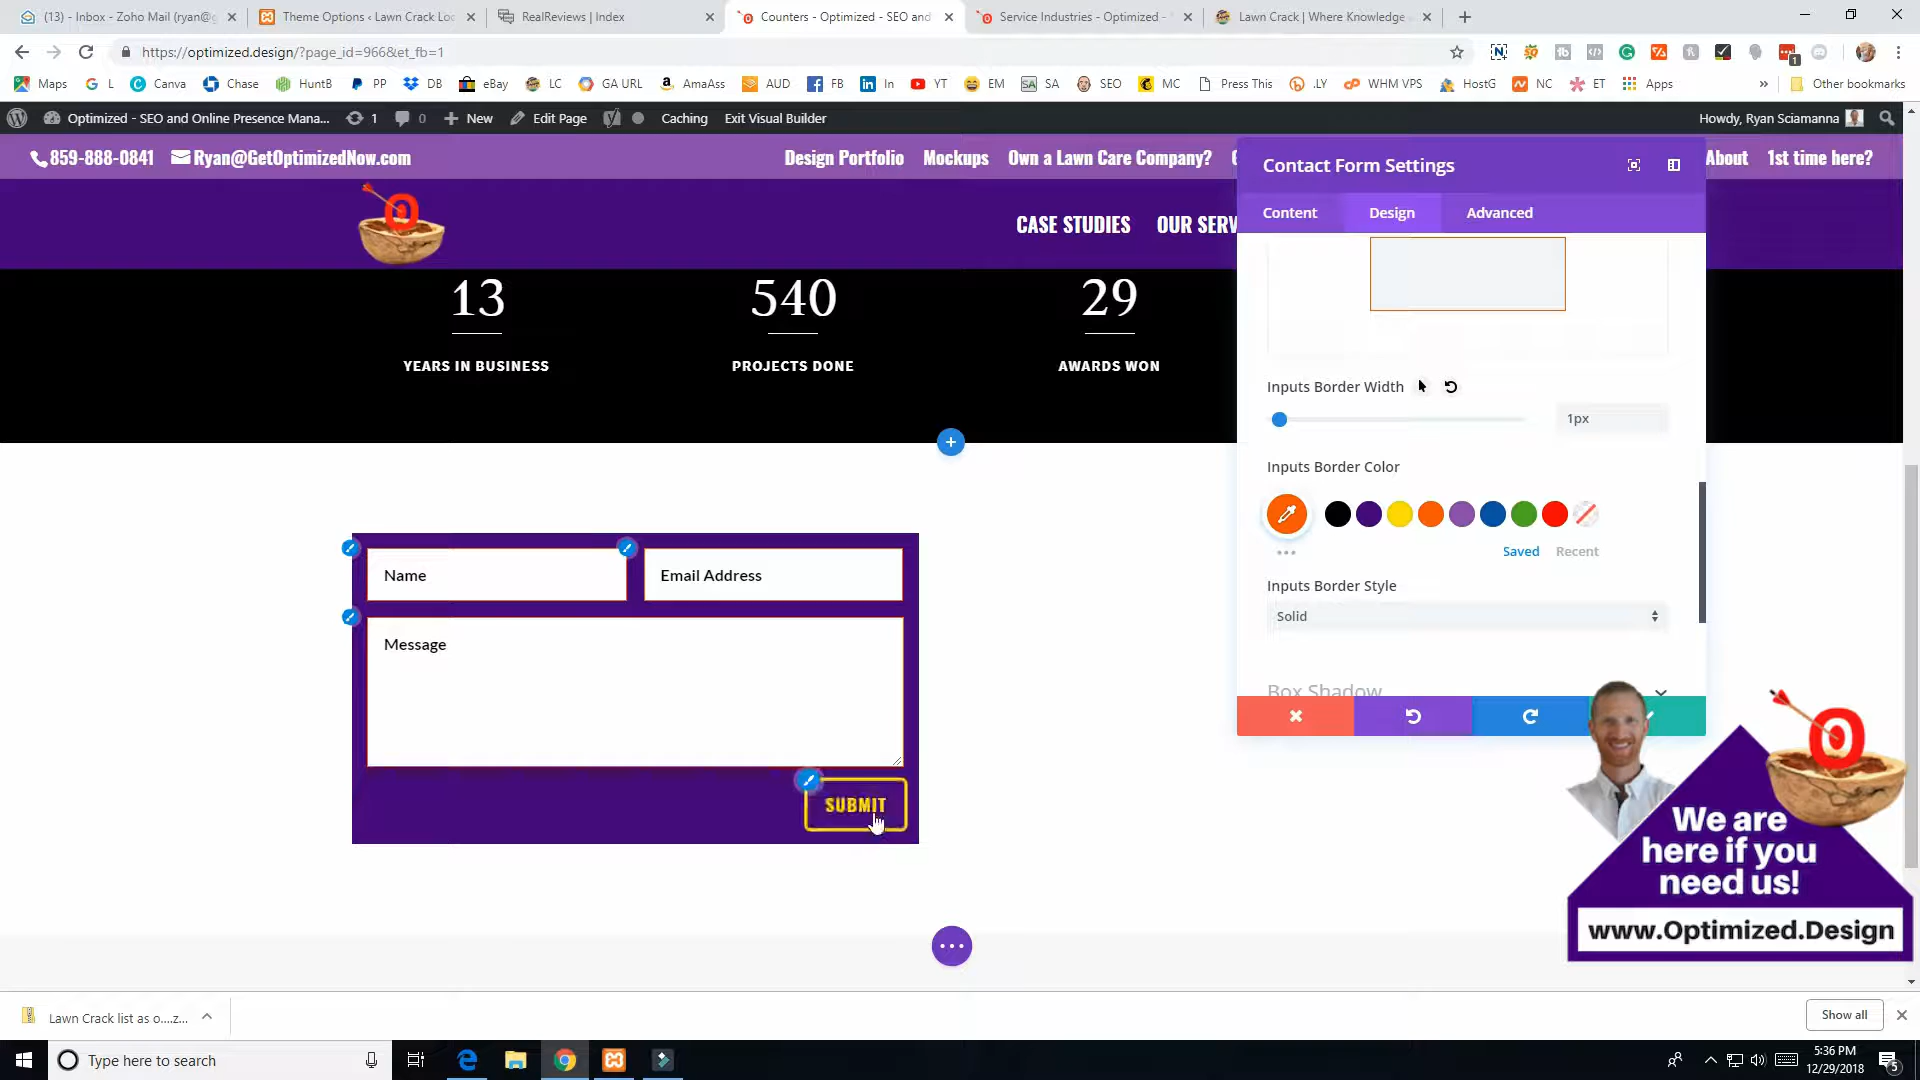 (13) - Inbox - Zoho Mail (ryan@g
Theme Options ‹ Lawn Crack Loc
RealReviews | Index
Counters - Optimized - SEO and
Service Industries - Optimized -
Lawn Crack | Where Knowledge
https://optimized.design/?page_id=966&et_fb=1
Maps
G L
Canva
Chase
HuntB
PP
DB
eBay
LC
GA URL
AmaAss
AUD
FB
In
YT
EM
SA
SEO
MC
Press This
.LY
WHM VPS
HostG
NC
ET
Apps
»
Other bookmarks
Optimized - SEO and Online Presence Mana...
1
0
New
Edit Page
Caching
Exit Visual Builder
Howdy, Ryan Sciamanna
859-888-0841
Ryan@GetOptimizedNow.com
Design Portfolio
Mockups
Own a Lawn Care Company?
About
1st time here?
CASE STUDIES
OUR SERV
13
YEARS IN BUSINESS
540
PROJECTS DONE
29
AWARDS WON
Name
Email Address
Message
SUBMIT
Contact Form Settings
Content
Design
Advanced
Inputs Border Width
1px
Inputs Border Color
Saved
Recent
Inputs Border Style
Solid
Box Shadow
We are
here if you
need us!
www.Optimized.Design
Lawn Crack list as o....z...
Show all
Type here to search
5:36 PM
12/29/2018
5